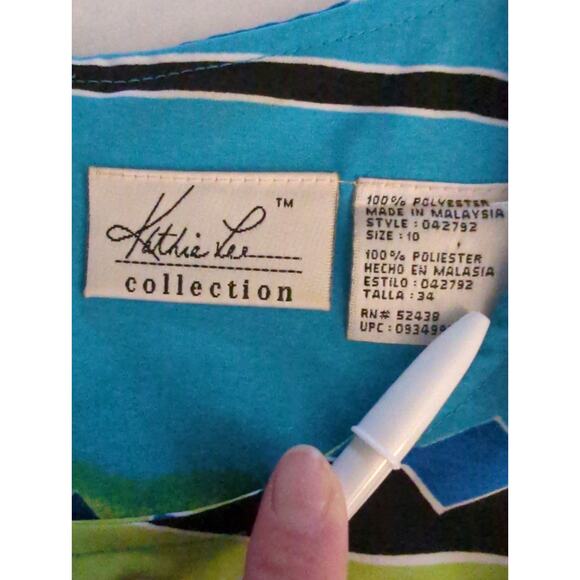 Kathie Lee ™
collection
100% POLYESTER
MADE IN MALAYSIA
STYLE : 042792
SIZE : 10
100% POLIESTER
HECHO EN MALASIA
ESTILO : 042792
TALLA : 34
RN# 52438
UPC :